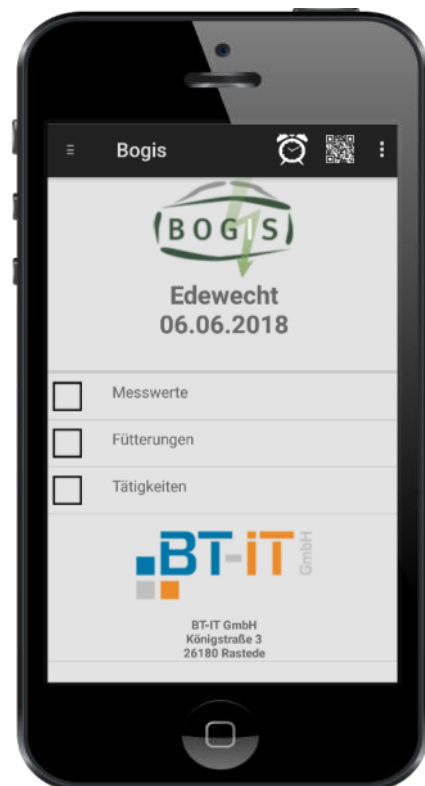 Bogis
BOGIS
Edewecht
06.06.2018
Messwerte
Fütterungen
Tätigkeiten
BT-iT
GmbH
BT-IT GmbH
Königstraße 3
26180 Rastede